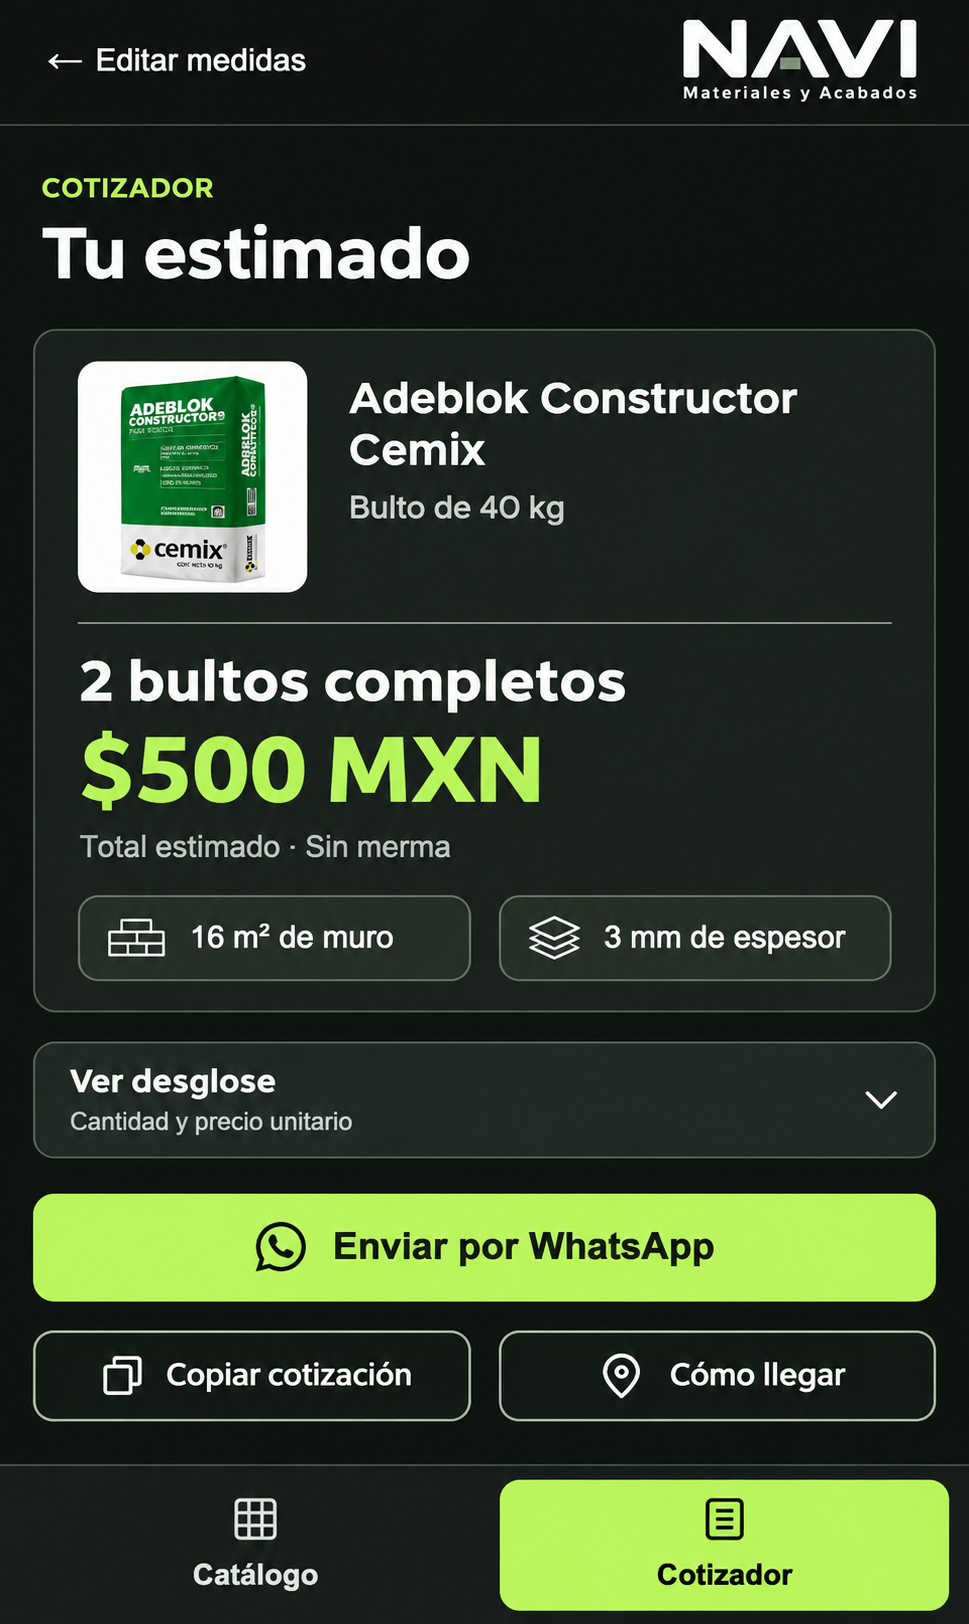 ← Editar medidas
NAVI
Materiales y Acabados
COTIZADOR
Tu estimado
ADEBLOK
CONSTRUCTOR®
ADEBLOK
cemix®
Adeblok Constructor
Cemix
Bulto de 40 kg
2 bultos completos
$500 MXN
Total estimado · Sin merma
16 m² de muro
3 mm de espesor
Ver desglose
Cantidad y precio unitario
Enviar por WhatsApp
Copiar cotización
Cómo llegar
Catálogo
Cotizador